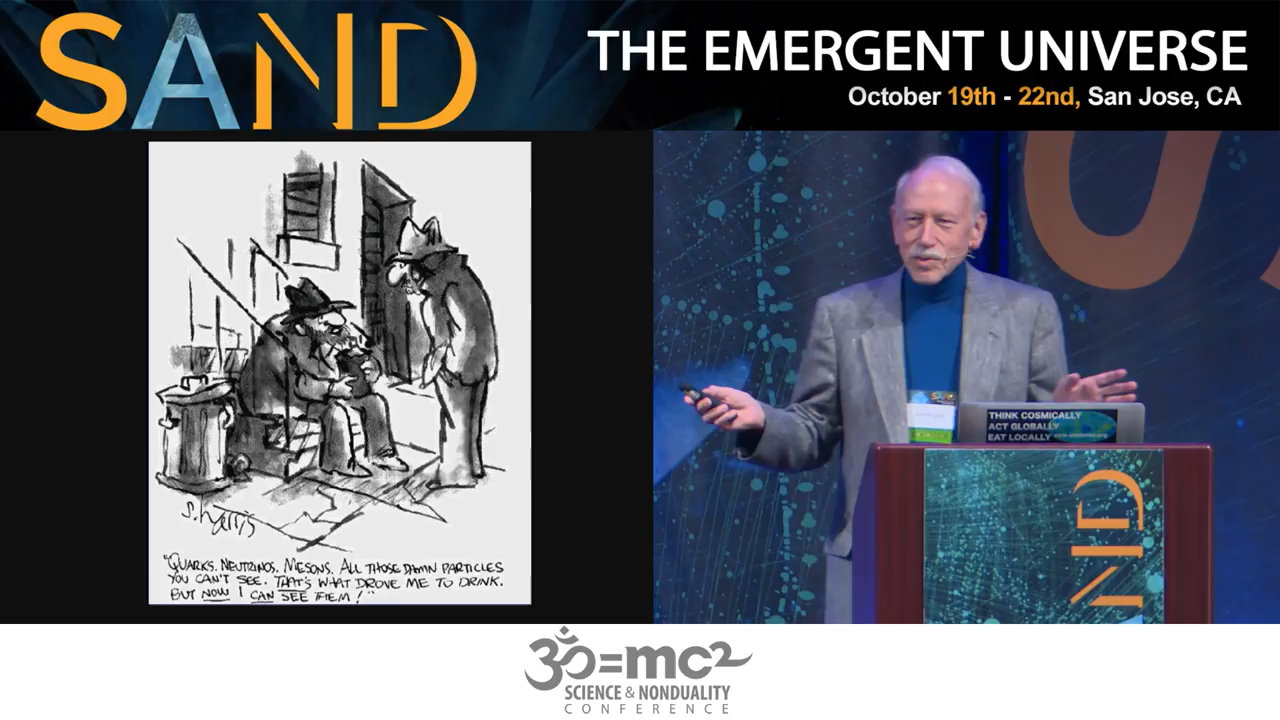 SAND
THE EMERGENT UNIVERSE
October 19th - 22nd, San Jose, CA
S. Harris
"QUARKS. NEUTRINOS. MESONS. ALL THOSE DAMN PARTICLES
YOU CAN'T SEE. THAT'S WHAT DROVE ME TO DRINK.
BUT NOW I CAN SEE THEM!"
THINK COSMICALLY
ACT GLOBALLY
EAT LOCALLY
ND
ॐ=mc2
SCIENCE & NONDUALITY
CONFERENCE